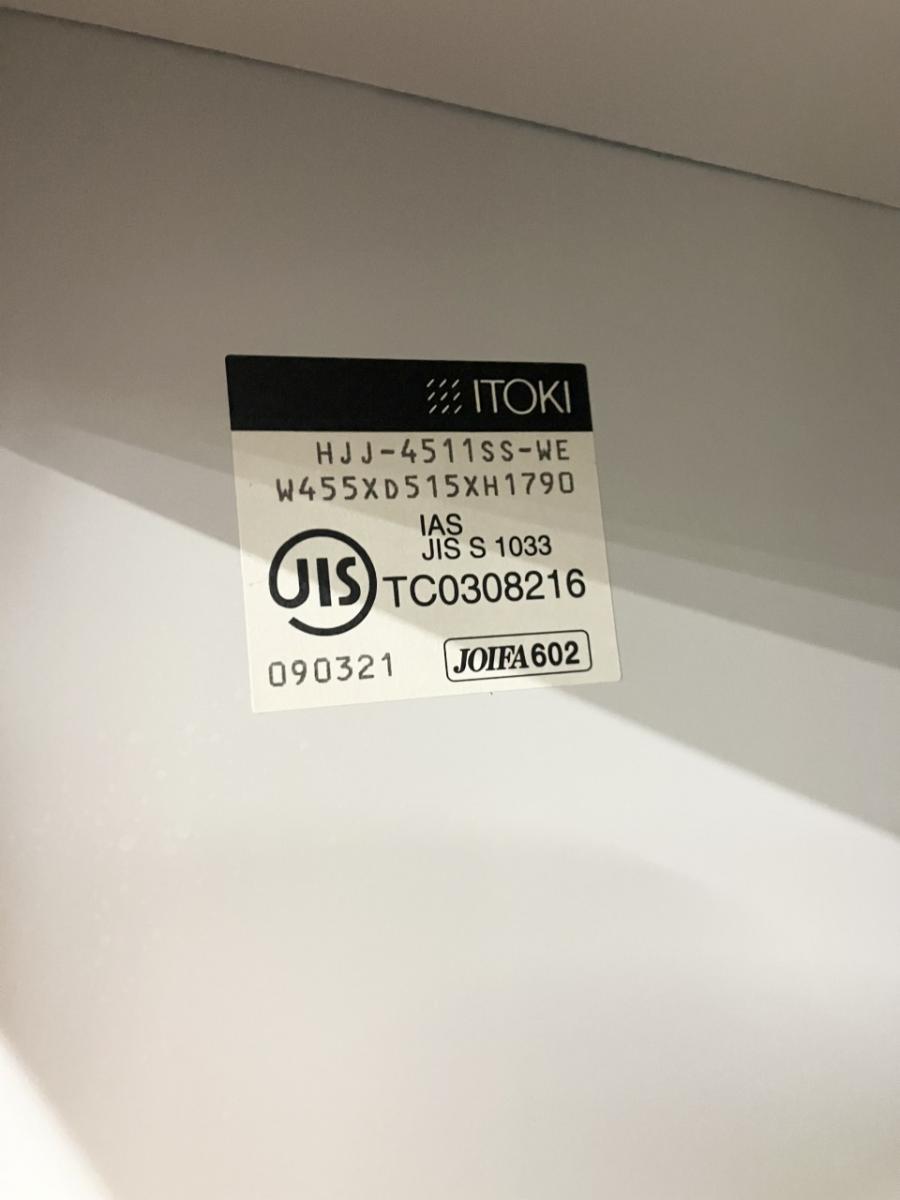 ITOKI
HJJ-4511SS-WE
W455XD515XH1790
IAS
JIS S 1033
JIS TC0308216
090321 JOIFA602